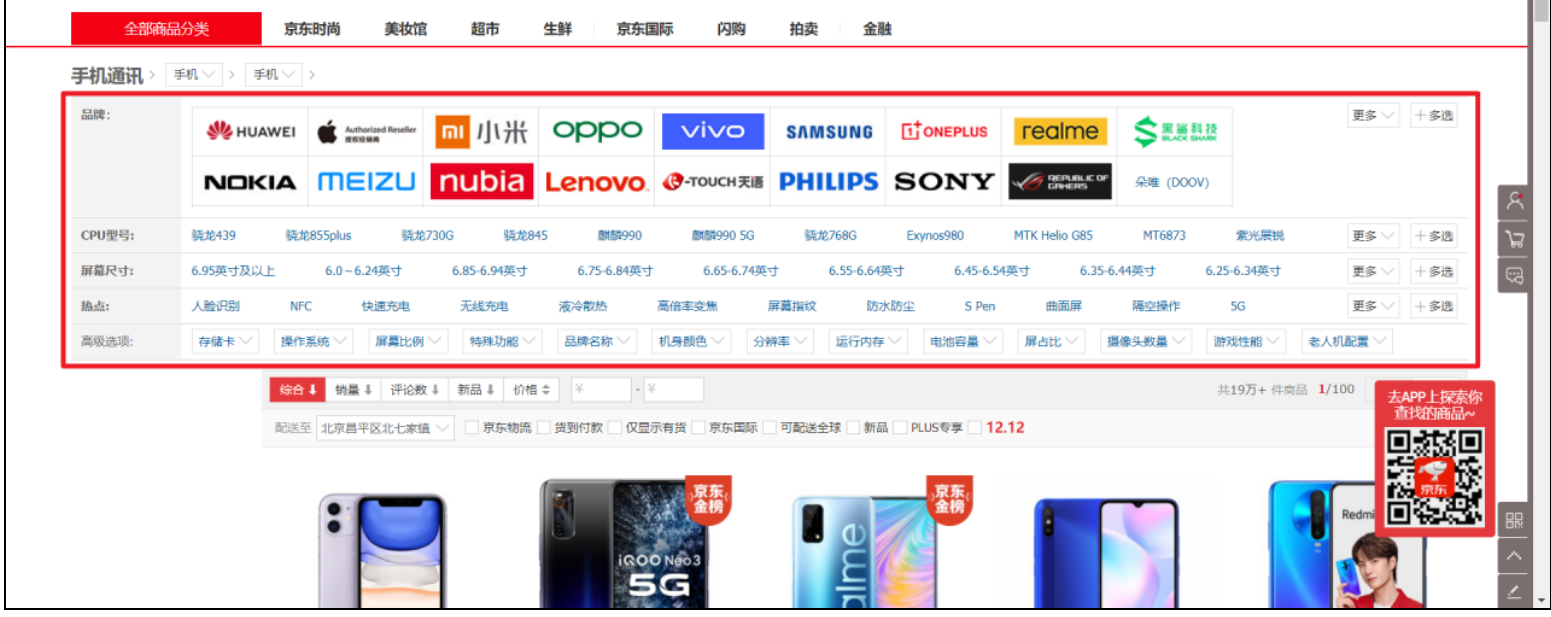 全部商品分类 京东时尚 美妆馆 超市 生鲜 京东国际 闪购 拍卖 金融
手机通讯 > 手机 > 手机 >
品牌: HUAWEI Authorized Reseller 授权经销商 小米 oppo vivo SAMSUNG ONEPLUS realme 黑鲨科技 BLACK SHARK 更多 +多选
NOKIA MEIZU nubia Lenovo. K-TOUCH天语 PHILIPS SONY REPUBLIC OF GAMERS 朵唯 (DOOV)
CPU型号: 骁龙439 骁龙855plus 骁龙730G 骁龙845 麒麟990 麒麟990 5G 骁龙768G Exynos980 MTK Helio G85 MT6873 紫光展锐 更多 +多选
屏幕尺寸: 6.95英寸及以上 6.0~6.24英寸 6.85-6.94英寸 6.75-6.84英寸 6.65-6.74英寸 6.55-6.64英寸 6.45-6.54英寸 6.35-6.44英寸 6.25-6.34英寸 更多 +多选
热点: 人脸识别 NFC 快速充电 无线充电 液冷散热 高倍率变焦 屏幕指纹 防水防尘 S Pen 曲面屏 隔空操作 5G 更多 +多选
高级选项: 存储卡 操作系统 屏幕比例 特殊功能 品牌名称 机身颜色 分辨率 运行内存 电池容量 屏占比 摄像头数量 游戏性能 老人机配置
综合 销量 评论数 新品 价格 ¥ - ¥ 共19万+ 件商品 1/100
去APP上探索你
查找的商品~
配送至 北京昌平区北七家镇 京东物流 货到付款 仅显示有货 京东国际 可配送全球 新品 PLUS专享 12.12
京东
京东金榜
京东金榜
iQOO Neo3
5G
realme
Redmi